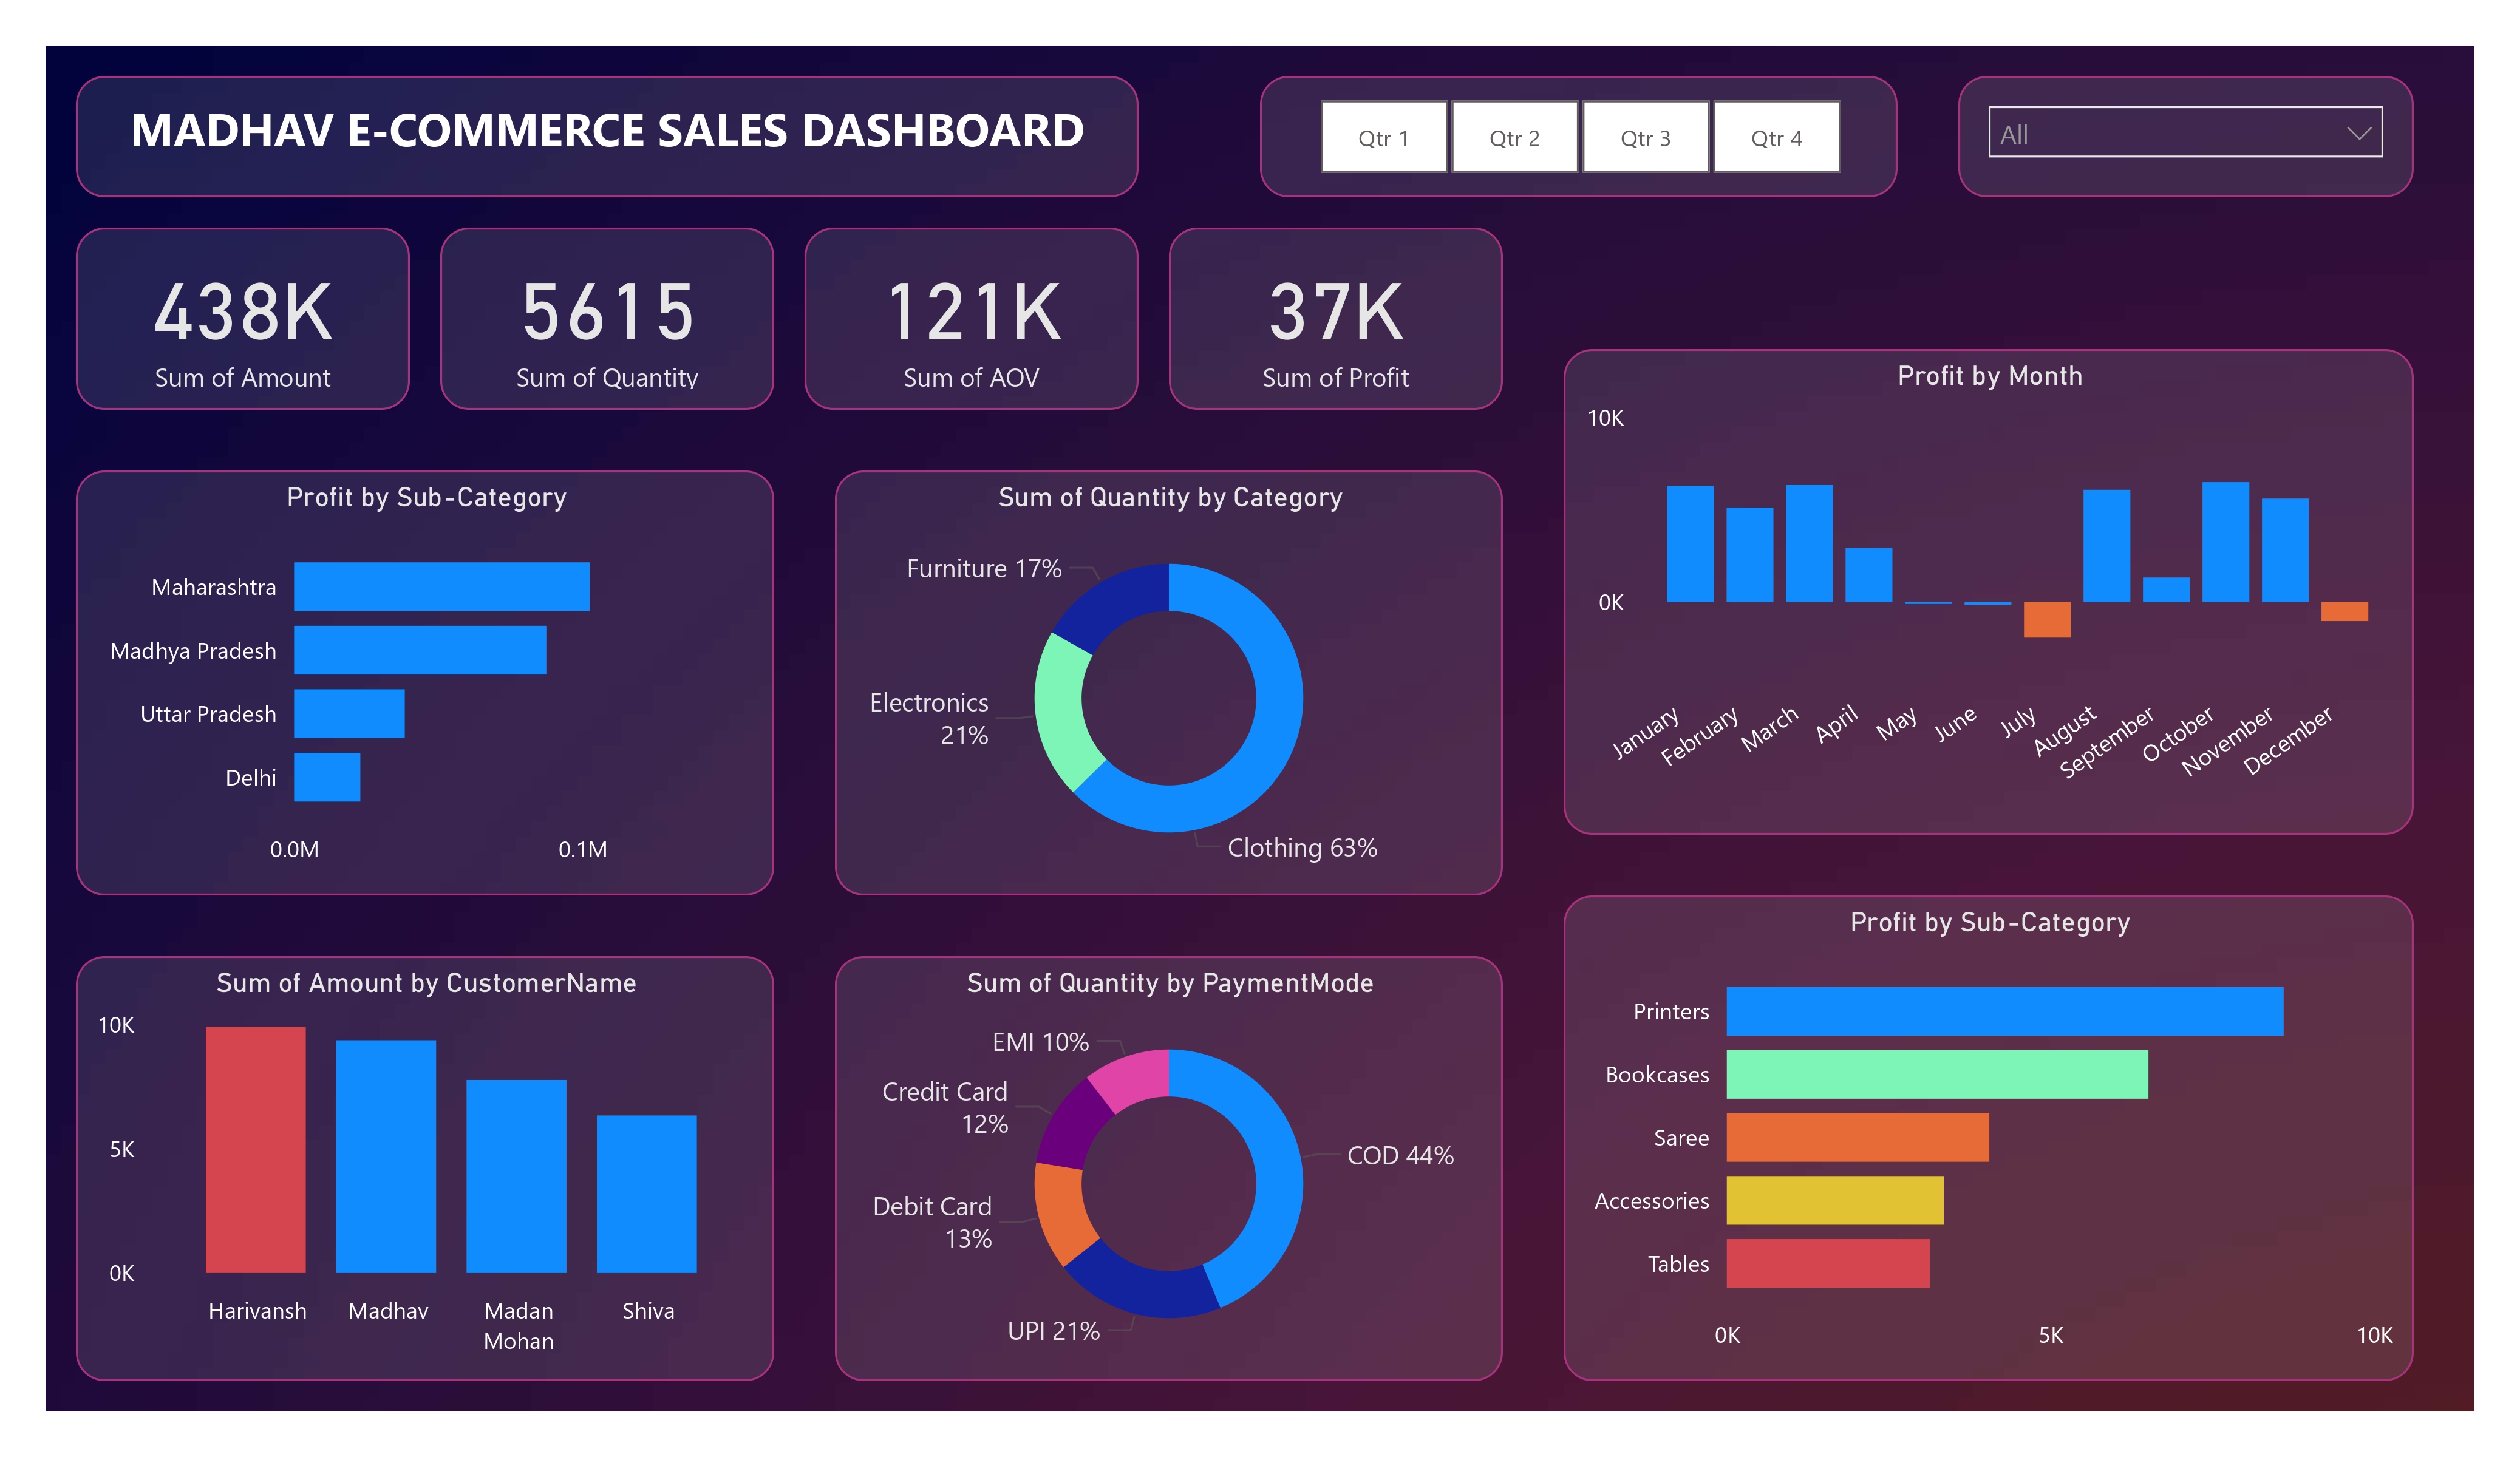 MADHAV E-COMMERCE SALES DASHBOARD
Qtr 1
Qtr 2
Qtr 3
Qtr 4
All
438K
Sum of Amount
5615
Sum of Quantity
121K
Sum of AOV
37K
Sum of Profit
Profit by Month
10K
0K
January
February
March
April
May
June
July
August
September
October
November
December
Profit by Sub-Category
Maharashtra
Madhya Pradesh
Uttar Pradesh
Delhi
0.0M
0.1M
Sum of Quantity by Category
Furniture 17%
Electronics
21%
Clothing 63%
Sum of Amount by CustomerName
10K
5K
0K
Harivansh
Madhav
Madan
Mohan
Shiva
Sum of Quantity by PaymentMode
EMI 10%
Credit Card
12%
COD 44%
Debit Card
13%
UPI 21%
Profit by Sub-Category
Printers
Bookcases
Saree
Accessories
Tables
0K
5K
10K